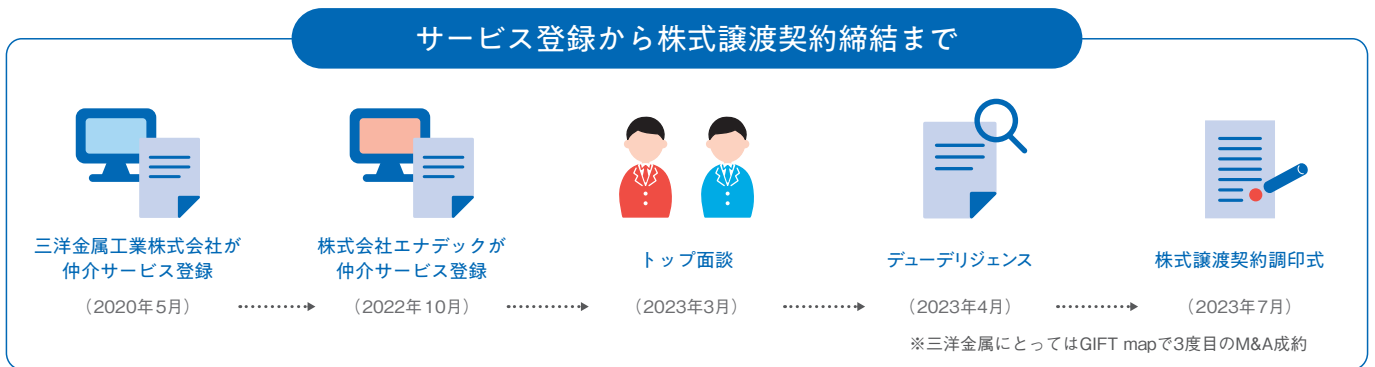 サービス登録から株式譲渡契約締結まで
三洋金属工業株式会社が
仲介サービス登録
（2020年5月）
株式会社エナデックが
仲介サービス登録
（2022年10月）
トップ面談
（2023年3月）
デューデリジェンス
（2023年4月）
株式譲渡契約調印式
（2023年7月）
※三洋金属にとってはGIFT mapで3度目のM&A成約